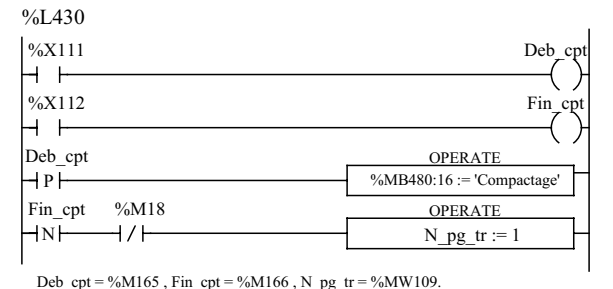 %L430
%X111 Deb_cpt
%X112 Fin_cpt
Deb_cpt OPERATE
P %MB480:16 := 'Compactage'
Fin_cpt %M18 OPERATE
N / N_pg_tr := 1
Deb_cpt = %M165 , Fin_cpt = %M166 , N_pg_tr = %MW109.